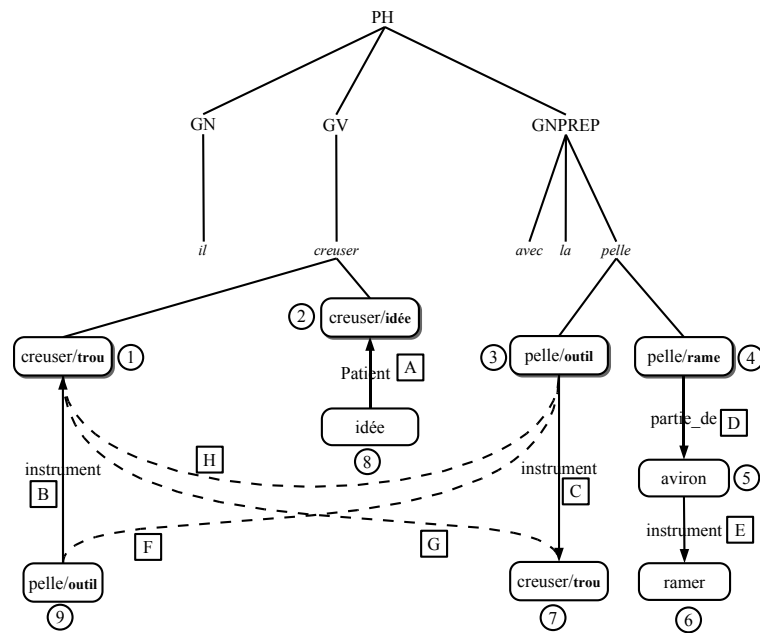 PH
GN GV GNPREP
il creuser avec la pelle
2 creuser/idée
creuser/trou 1 3 pelle/outil pelle/rame 4
Patient A
partie_de D
idée
H
instrument instrument
8
B C aviron 5
F G instrument E
pelle/outil creuser/trou ramer
9 7 6